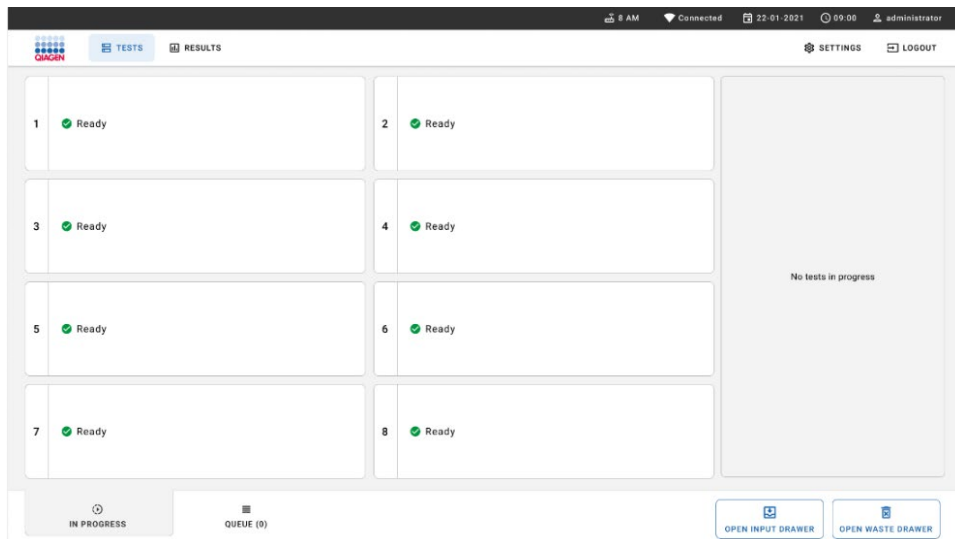 8 AM Connected 22-01-2021 09:00 administrator
QIAGEN TESTS RESULTS SETTINGS LOGOUT
1 Ready 2 Ready
3 Ready 4 Ready
No tests in progress
5 Ready 6 Ready
7 Ready 8 Ready
IN PROGRESS QUEUE (0) OPEN INPUT DRAWER OPEN WASTE DRAWER